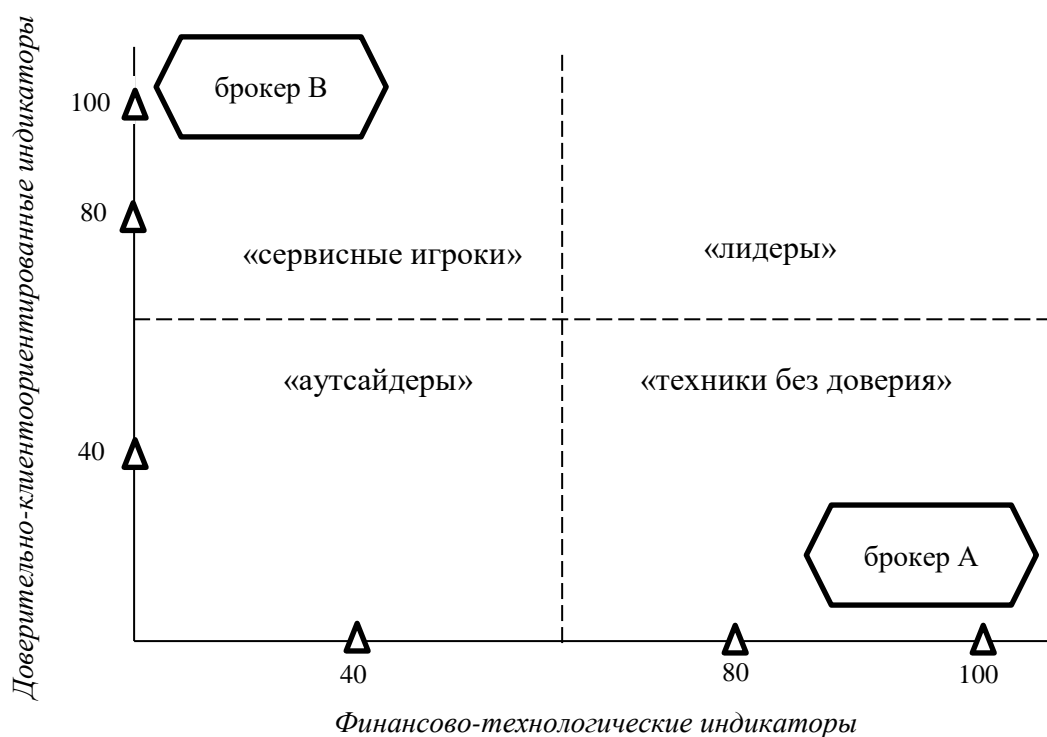 Доверительно-клиентоориентированные индикаторы
брокер В
100
80
«сервисные игроки»
«лидеры»
«аутсайдеры»
«техники без доверия»
40
брокер А
40
80
100
Финансово-технологические индикаторы